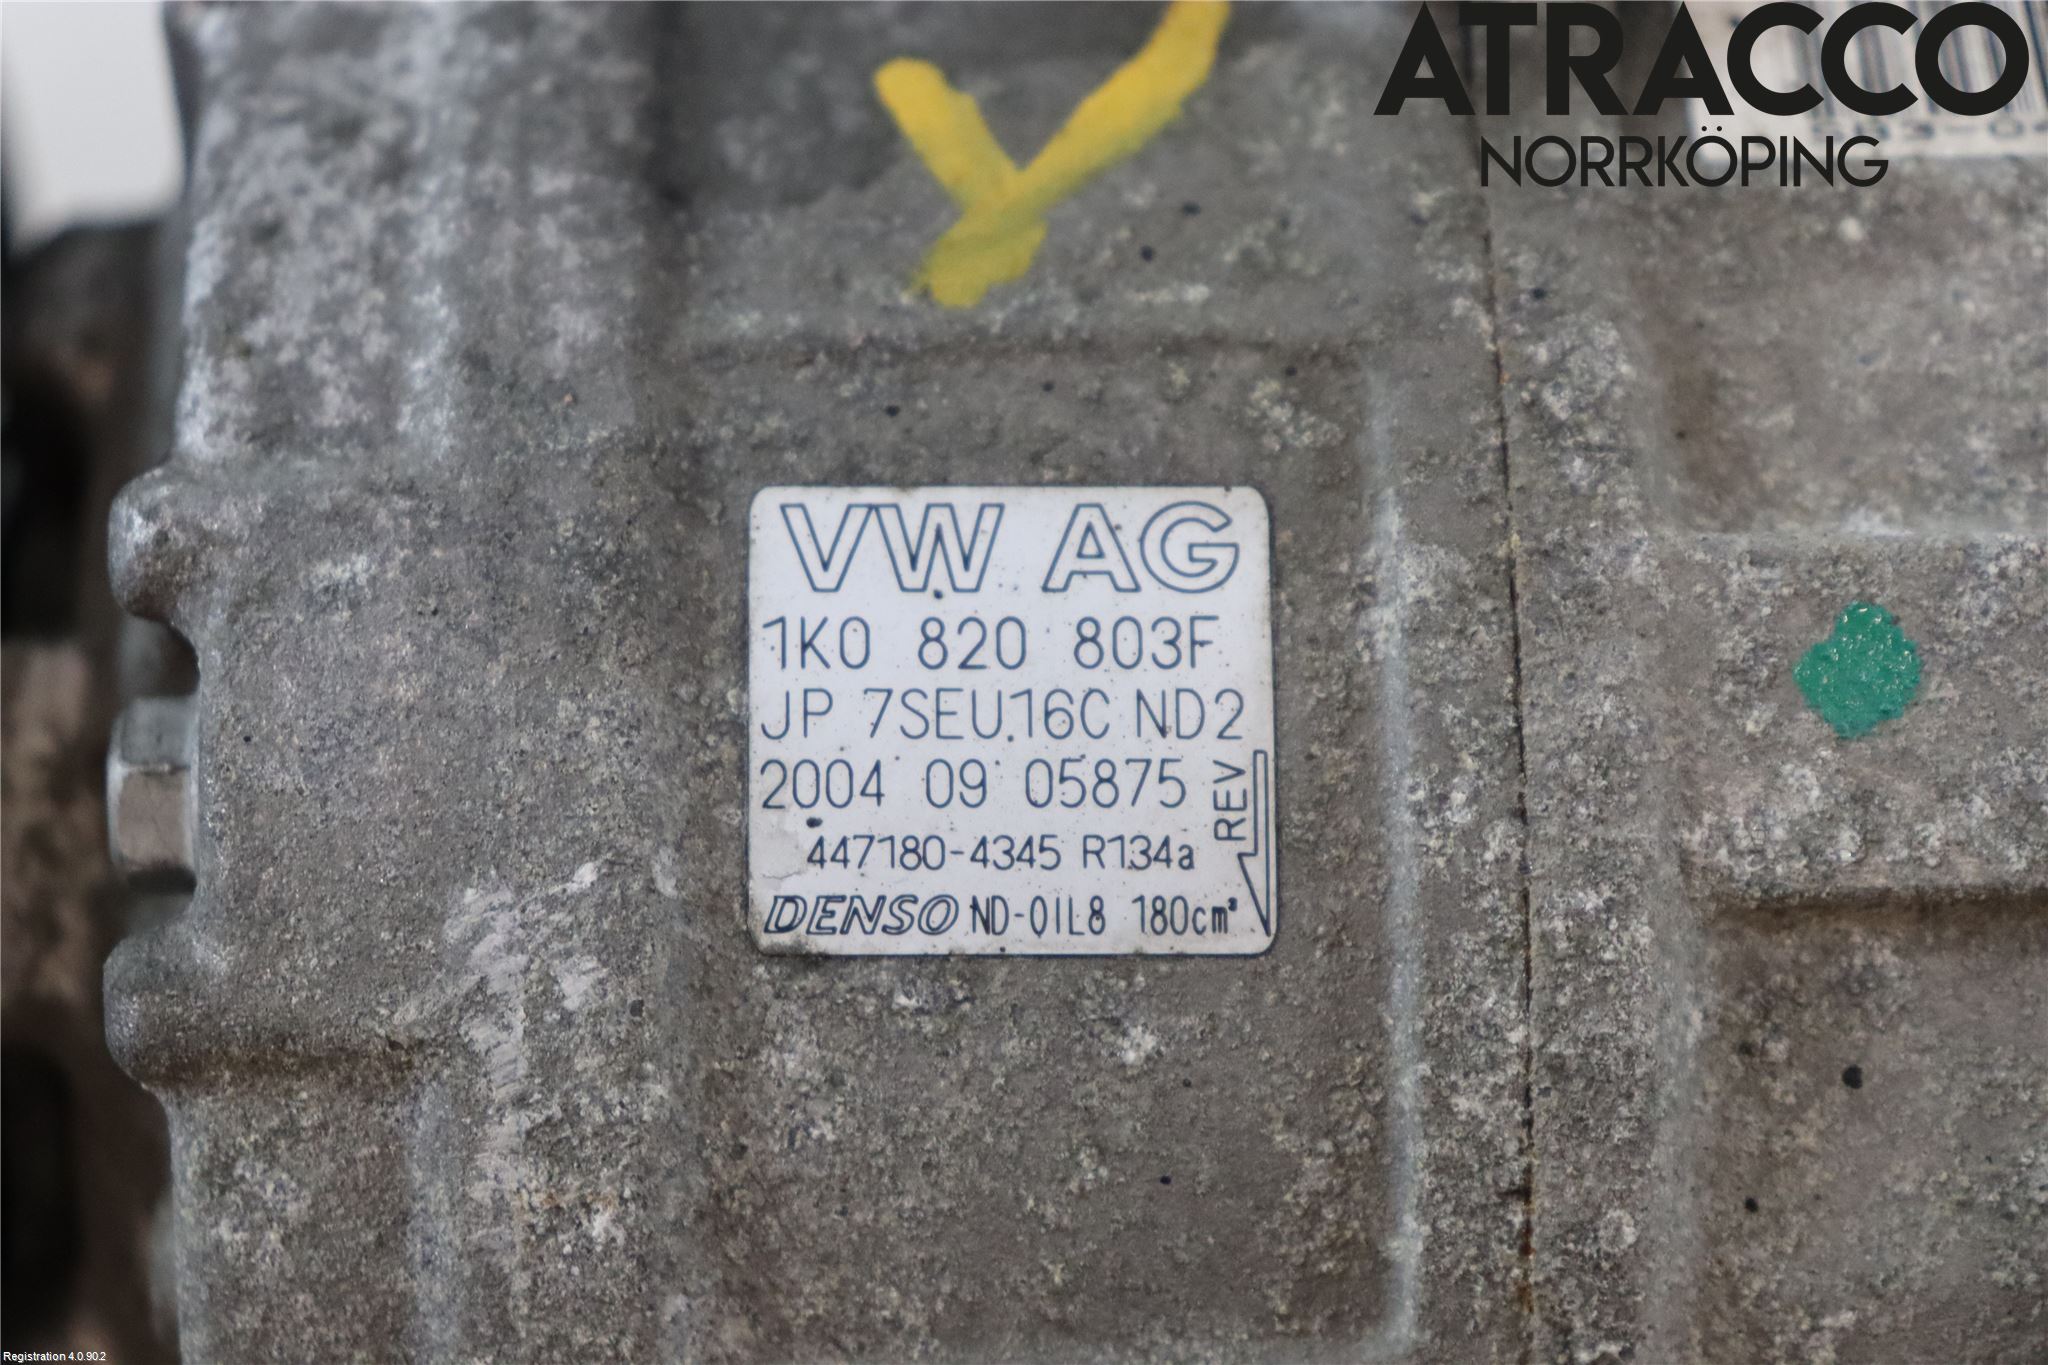 ATRACCO
NORRKÖPING
VW AG
1K0 820 803F
JP 7SEU16C ND2
2004 09 05875
REV
447180-4345 R134a
DENSO ND-OIL8 180cm³
Registration 4.0.90.2